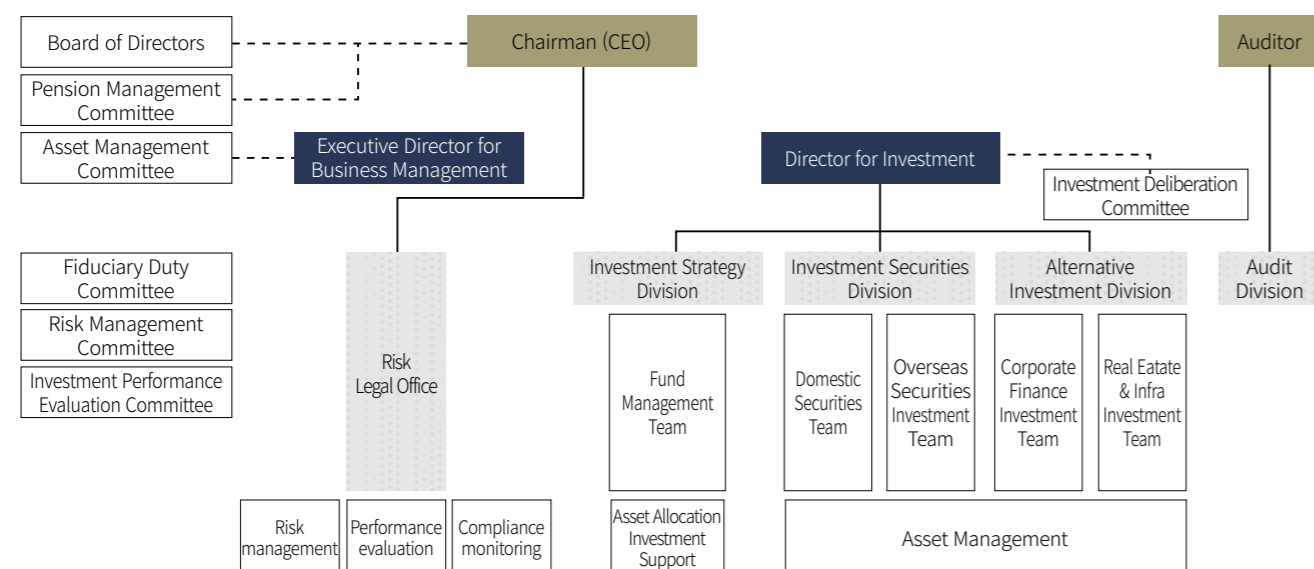 Board of Directors
Chairman (CEO)
Auditor
Pension Management
Committee
Asset Management
Committee
Executive Director for
Business Management
Director for Investment
Investment Deliberation
Committee
Fiduciary Duty
Committee
Risk Management
Committee
Investment Performance
Evaluation Committee
Risk
Legal Office
Investment Strategy
Division
Investment Securities
Division
Alternative
Investment Division
Audit
Division
Fund
Management
Team
Domestic
Securities
Team
Overseas
Securities
Investment
Team
Corporate
Finance
Investment
Team
Real Eatate
& Infra
Investment
Team
Risk
management
Performance
evaluation
Compliance
monitoring
Asset Allocation
Investment
Support
Asset Management